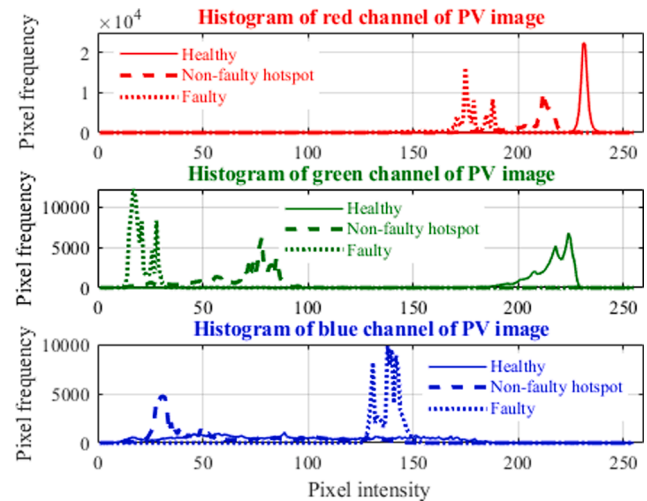 ×10⁴
Histogram of red channel of PV image
Pixel frequency
2
1
0
Healthy
Non-faulty hotspot
Faulty
0 50 100 150 200 250
Histogram of green channel of PV image
Pixel frequency
10000
5000
0
Healthy
Non-faulty hotspot
Faulty
0 50 100 150 200 250
Histogram of blue channel of PV image
Pixel frequency
10000
5000
0
Healthy
Non-faulty hotspot
Faulty
0 50 100 150 200 250
Pixel intensity